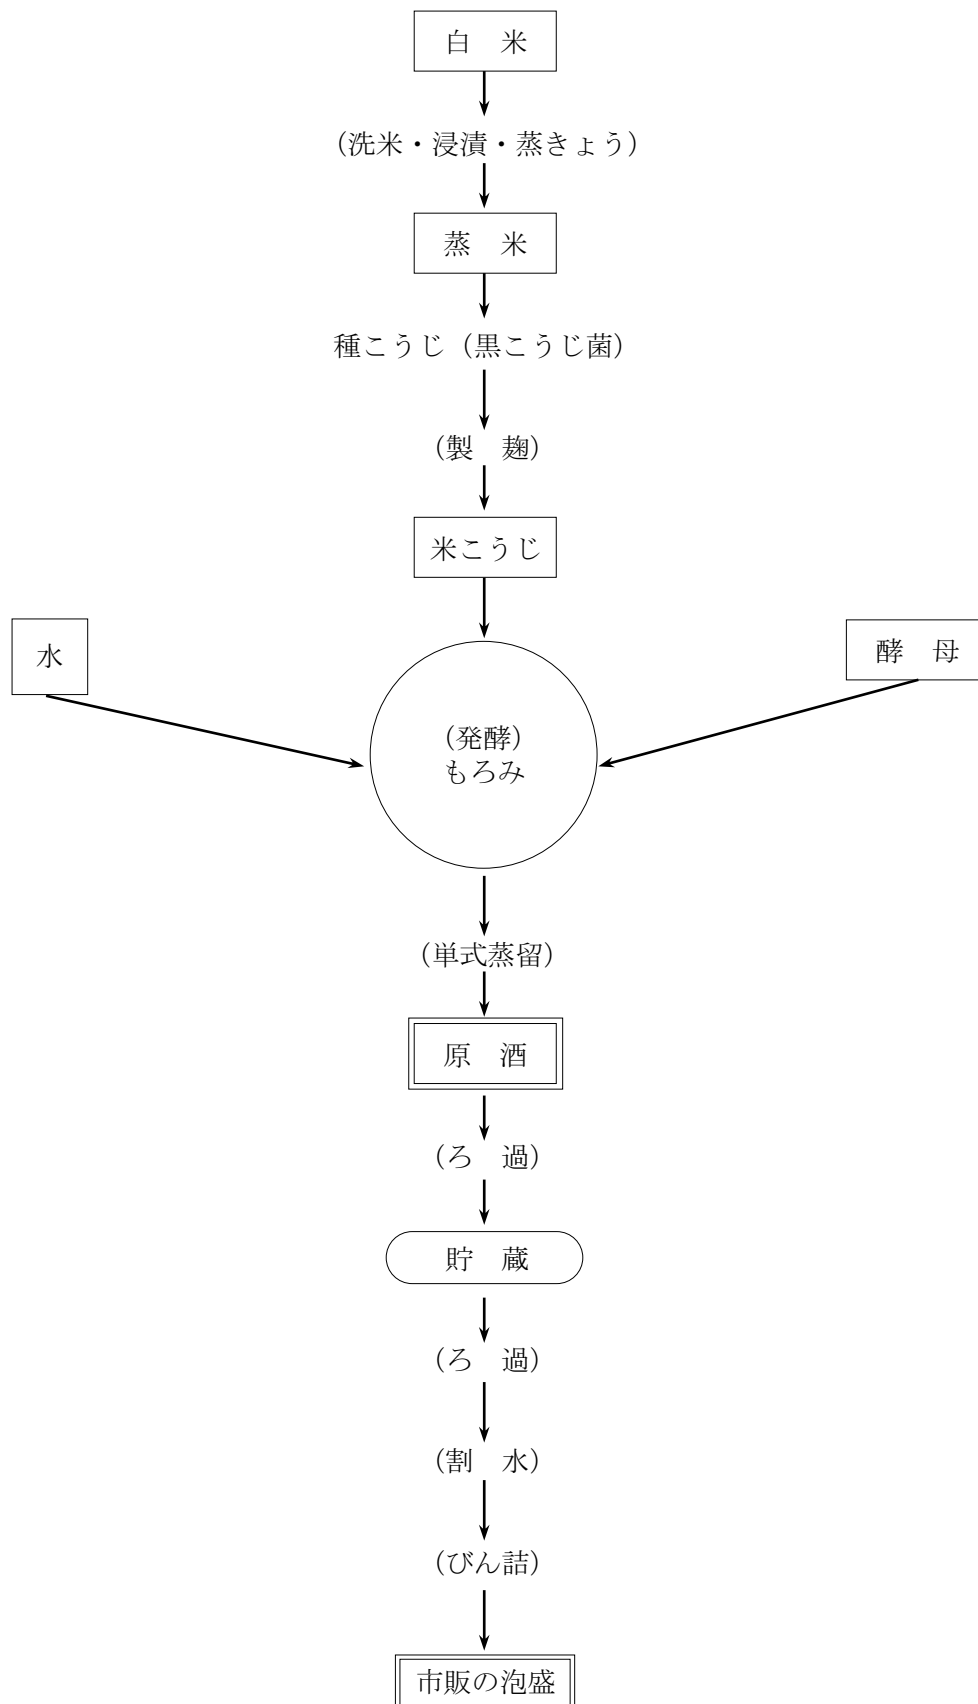 白　米
（洗米・浸漬・蒸きょう）
蒸　米
種こうじ（黒こうじ菌）
（製　麹）
米こうじ
水
酵　母
（発酵）
もろみ
（単式蒸留）
原　酒
（ろ　過）
貯　蔵
（ろ　過）
（割　水）
（びん詰）
市販の泡盛